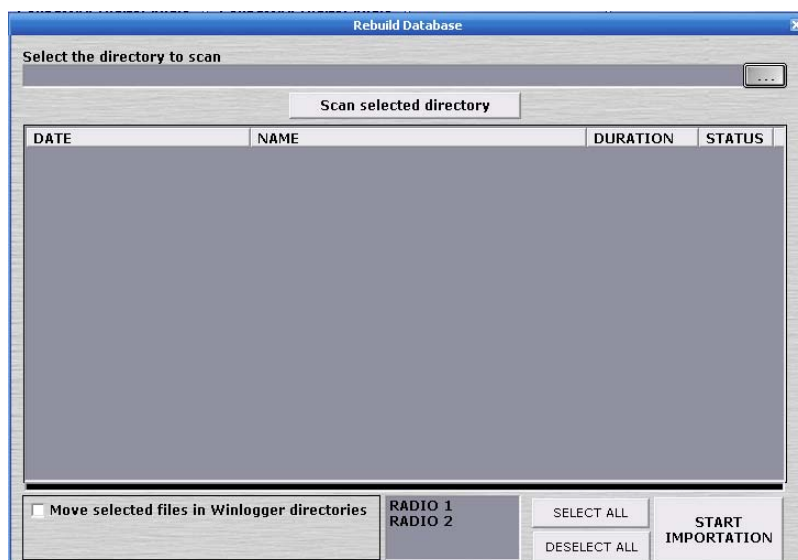 Rebuild Database
Select the directory to scan
...
Scan selected directory
DATE NAME DURATION STATUS
Move selected files in Winlogger directories
RADIO 1
RADIO 2
SELECT ALL
DESELECT ALL
START
IMPORTATION